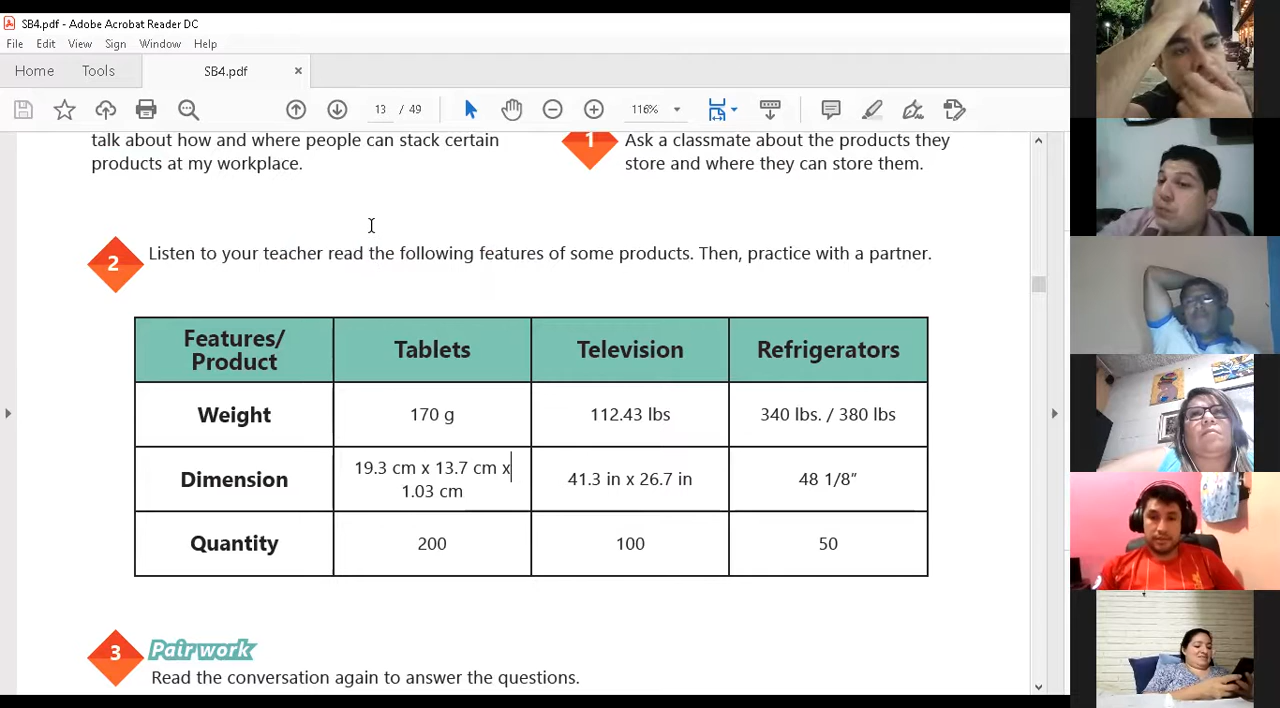 SB4.pdf - Adobe Acrobat Reader DC
File Edit View Sign Window Help
Home Tools SB4.pdf ×
13 / 49 116%
talk about how and where people can stack certain
products at my workplace.
1 Ask a classmate about the products they
store and where they can store them.
2 Listen to your teacher read the following features of some products. Then, practice with a partner.
Features/
Product
Tablets Television Refrigerators
Weight 170 g 112.43 lbs 340 lbs. / 380 lbs
Dimension 19.3 cm x 13.7 cm x
1.03 cm
41.3 in x 26.7 in 48 1/8”
Quantity 200 100 50
3 Pair work
Read the conversation again to answer the questions.